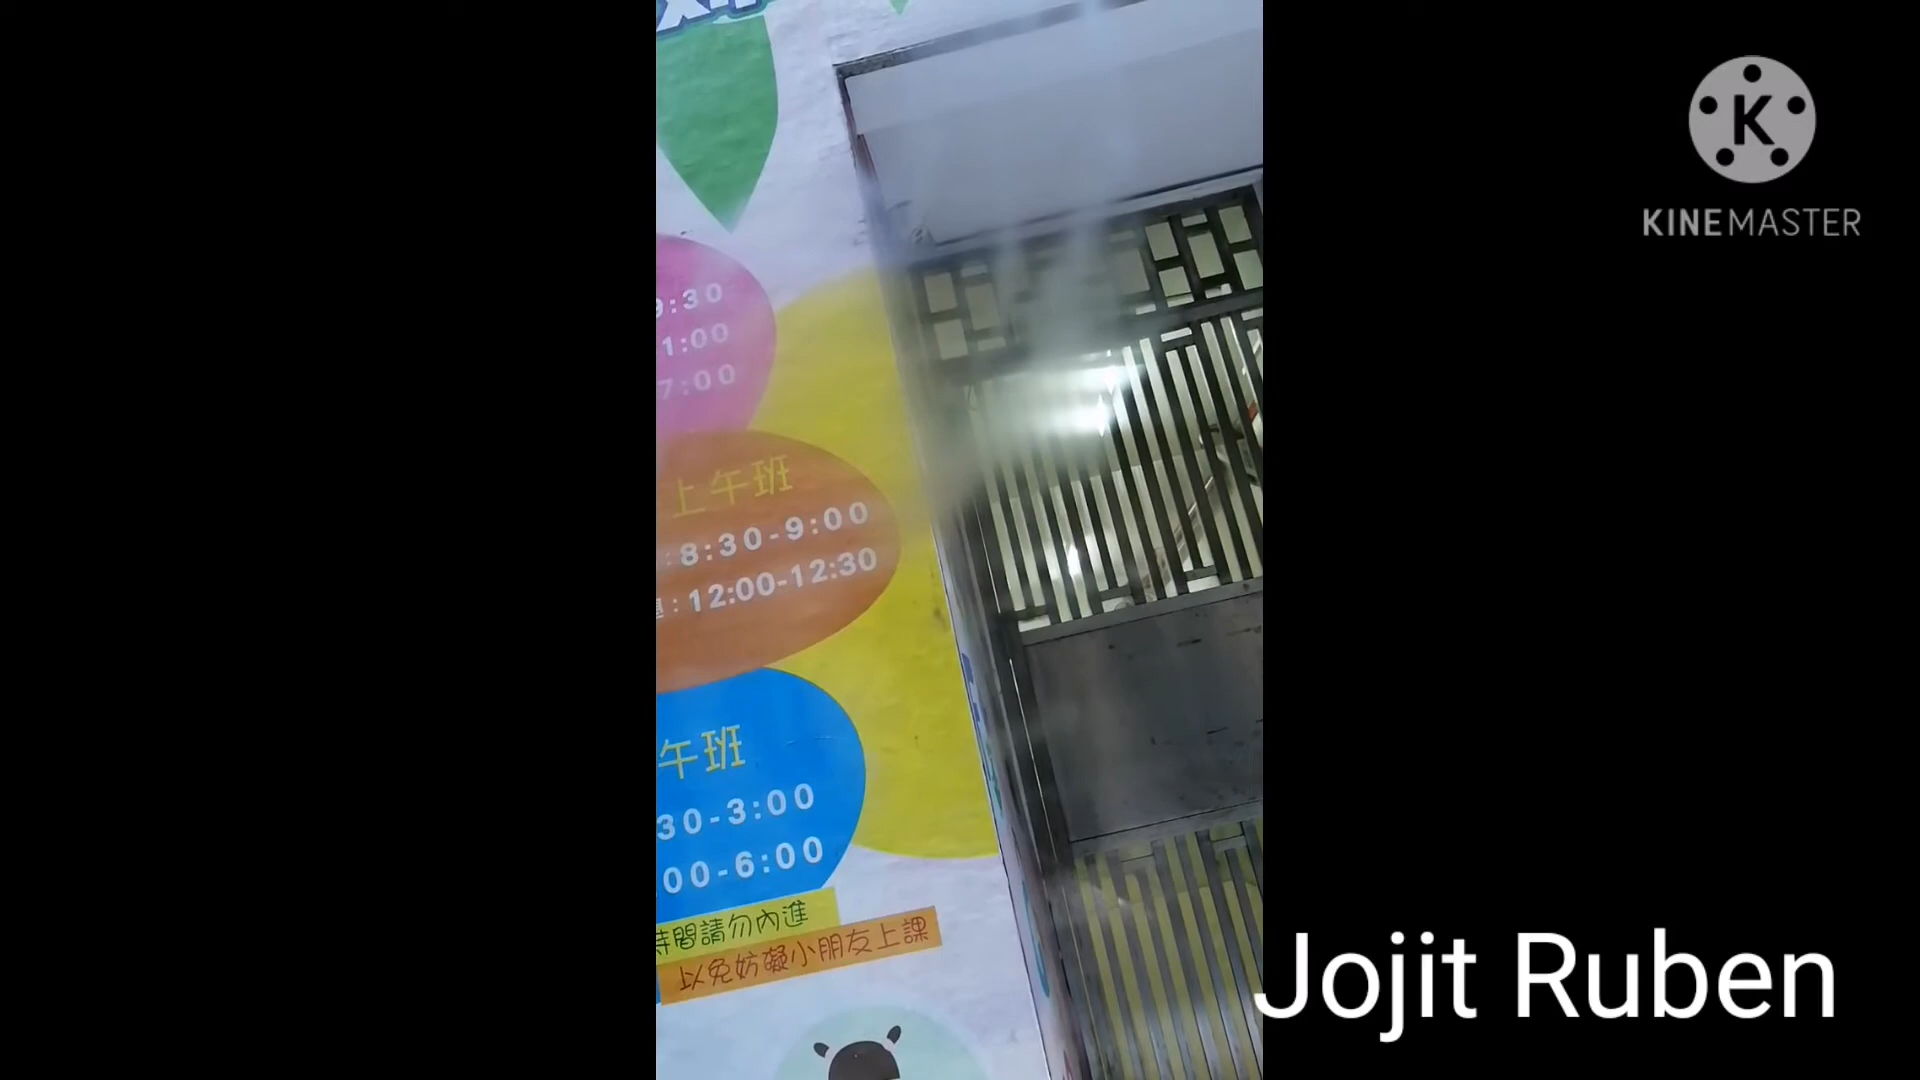 9:30
1:00
7:00
上午班
:8:30-9:00
:12:00-12:30
午班
30-3:00
00-6:00
時間請勿內進
以免妨礙小朋友上課
K
KINEMASTER
Jojit Ruben